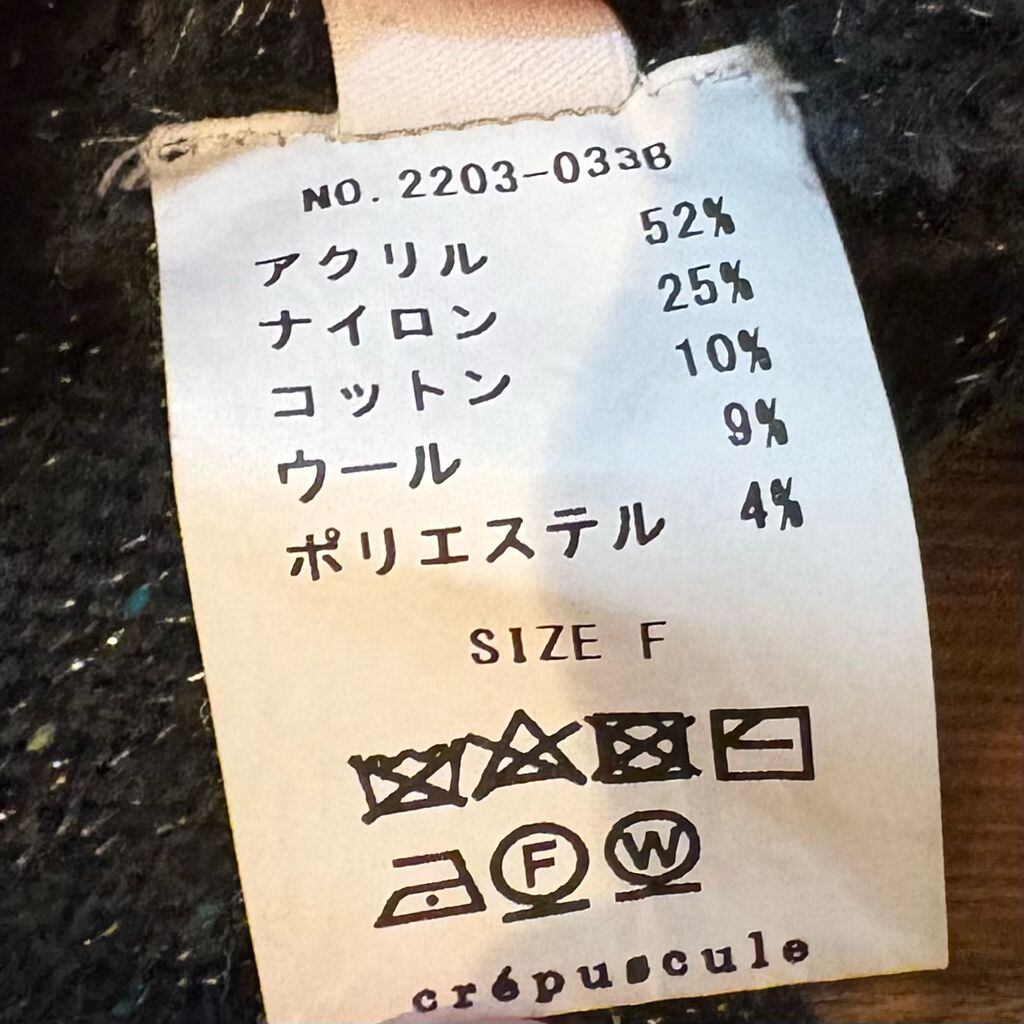 NO. 2203-033B
アクリル 52%
ナイロン 25%
コットン 10%
ウール 9%
ポリエステル 4%
SIZE F
F W
crépuscule